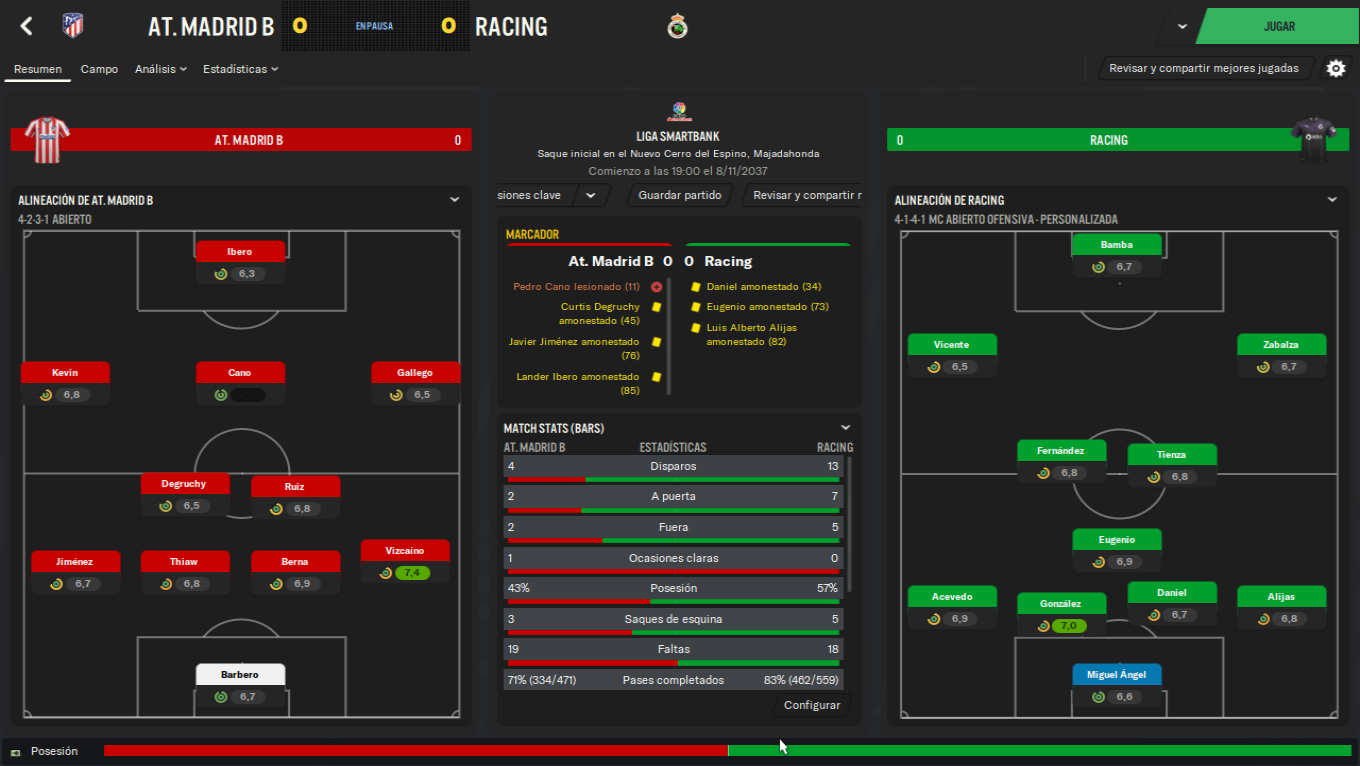 AT. MADRID B 0 EN PAUSA 0 RACING
JUGAR
Resumen Campo Análisis Estadísticas
Revisar y compartir mejores jugadas
AT. MADRID B 0
LIGA SMARTBANK
Saque inicial en el Nuevo Cerro del Espino, Majadahonda
Comienzo a las 19:00 el 8/11/2037
0 RACING
siones clave Guardar partido Revisar y compartir r
ALINEACIÓN DE AT. MADRID B
4-2-3-1 ABIERTO
Ibero
6,3
Kevin
6,8
Cano
-
Gallego
6,5
Degruchy
6,5
Ruiz
6,8
Jiménez
6,7
Thiaw
6,8
Berna
6,9
Vizcaíno
7,4
Barbero
6,7
MARCADOR
At. Madrid B 0 0 Racing
Pedro Cano lesionado (11)
Curtis Degruchy
amonestado (45)
Javier Jiménez amonestado
(76)
Lander Ibero amonestado
(85)
Daniel amonestado (34)
Eugenio amonestado (73)
Luis Alberto Alijas
amonestado (82)
MATCH STATS (BARS)
AT. MADRID B ESTADÍSTICAS RACING
4 Disparos 13
2 A puerta 7
2 Fuera 5
1 Ocasiones claras 0
43% Posesión 57%
3 Saques de esquina 5
19 Faltas 18
71% (334/471) Pases completados 83% (462/559)
Configurar
ALINEACIÓN DE RACING
4-1-4-1 MC ABIERTO OFENSIVA - PERSONALIZADA
Bamba
6,7
Vicente
6,5
Zabalza
6,7
Fernández
6,8
Tienza
6,8
Eugenio
6,9
Acevedo
6,9
González
7,0
Daniel
6,7
Alijas
6,8
Miguel Ángel
6,6
Posesión